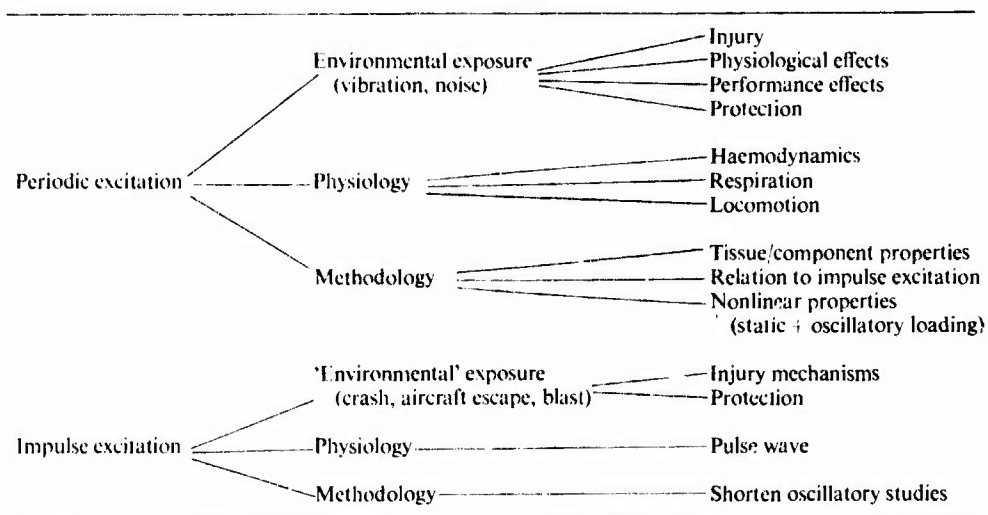 Injury
Environmental exposure
Physiological effects
(vibration, noise)
Performance effects
Protection
Haemodynamics
Periodic excitation
Physiology
Respiration
Locomotion
Tissue/component properties
Methodology
Relation to impulse excitation
Nonlinear properties
(static + oscillatory loading)
'Environmental' exposure
Injury mechanisms
(crash, aircraft escape, blast)
Protection
Impulse excitation
Physiology
Pulse wave
Methodology
Shorten oscillatory studies